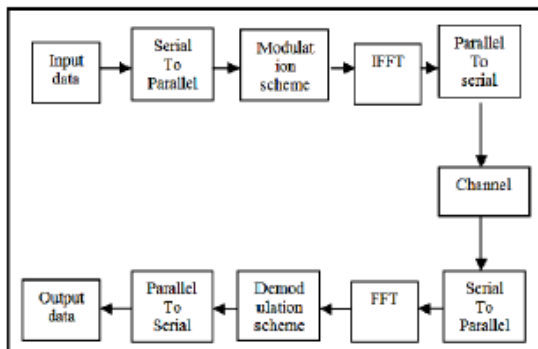 Input
data
Serial
To
Parallel
Modulat
ion
scheme
IFFT
Parallel
To
serial
Channel
Serial
To
Parallel
FFT
Demod
ulation
scheme
Parallel
To
Serial
Output
data